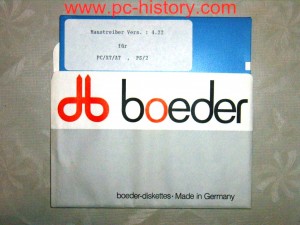 www.pc-history.com
Maustreiber Vers. : 4.33
für
PC/XT/AT , PS/2
boeder
boeder-diskettes · Made in Germany